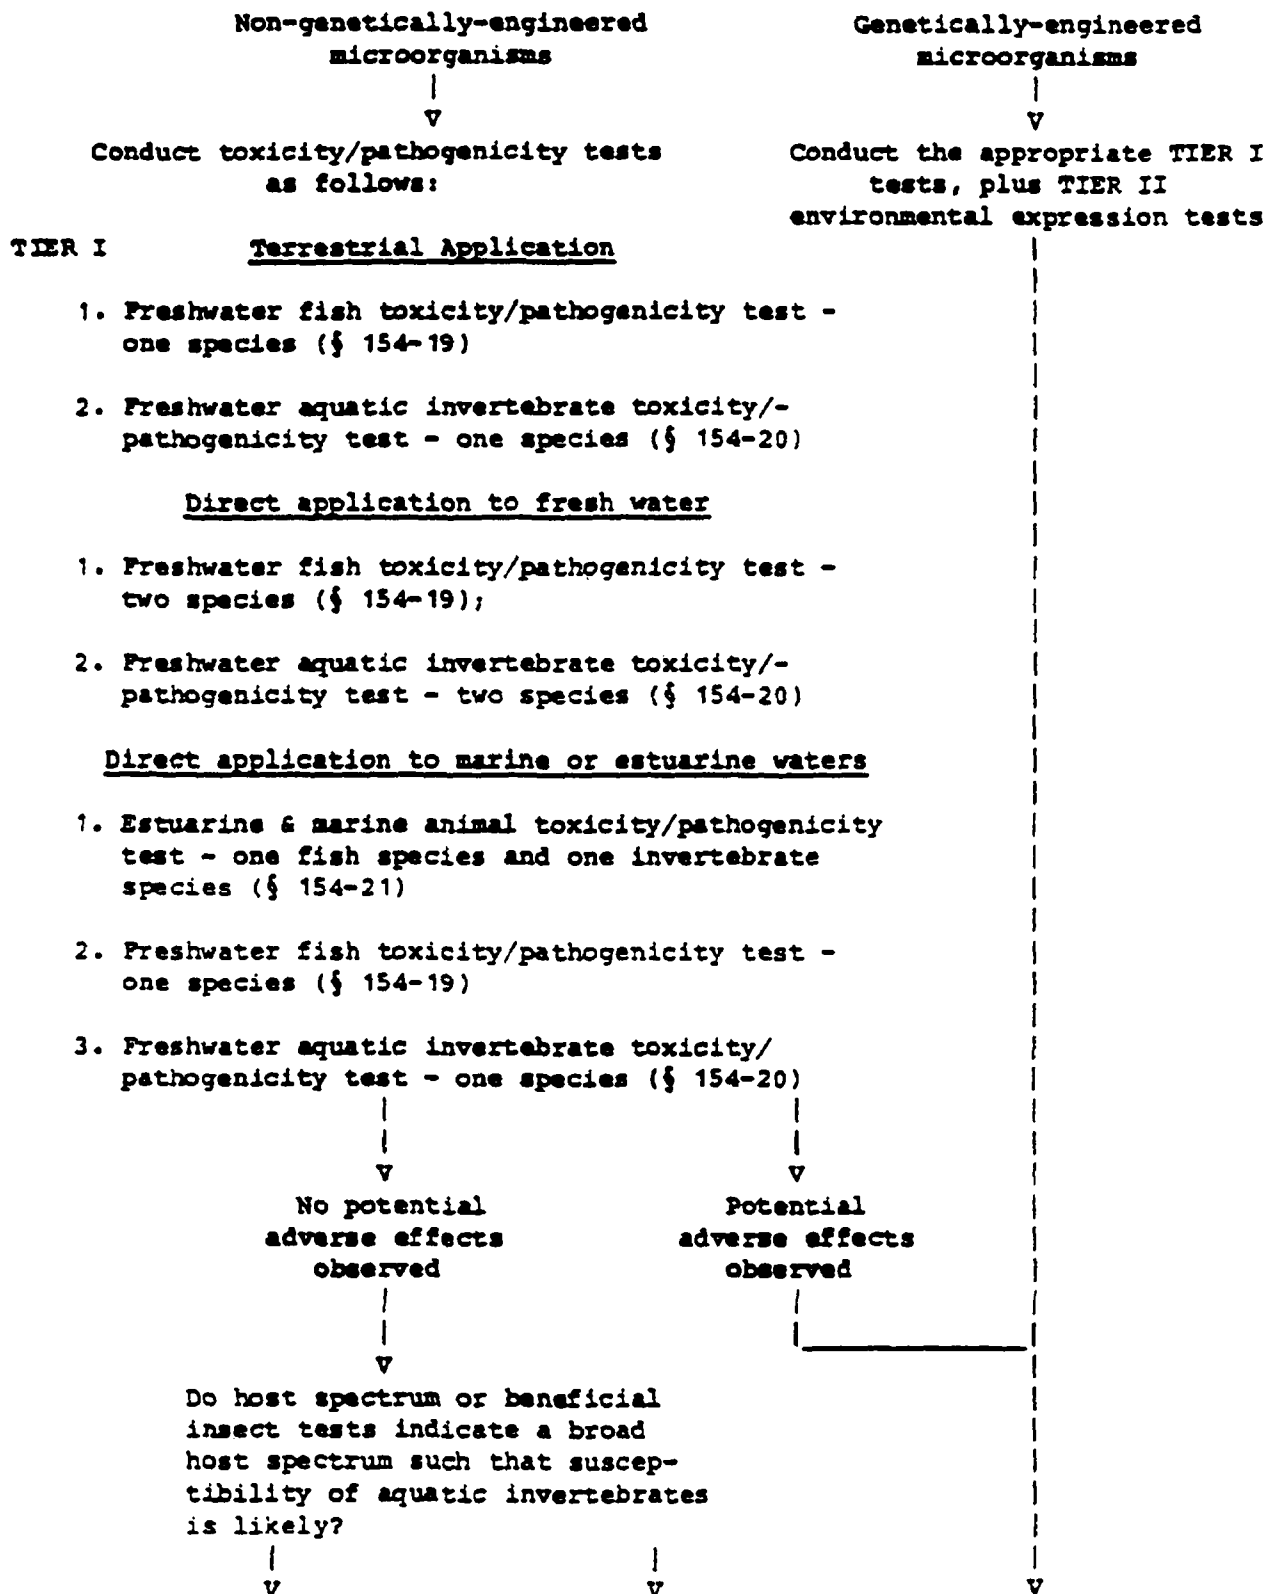 Non-genetically-engineered
microorganisms
Genetically-engineered
microorganisms
Conduct toxicity/pathogenicity tests
as follows:
Conduct the appropriate TIER I
tests, plus TIER II
environmental expression tests
TIER I
Terrestrial Application
1. Freshwater fish toxicity/pathogenicity test -
one species (§ 154-19)
2. Freshwater aquatic invertebrate toxicity/-
pathogenicity test - one species (§ 154-20)
Direct application to fresh water
1. Freshwater fish toxicity/pathogenicity test -
two species (§ 154-19);
2. Freshwater aquatic invertebrate toxicity/-
pathogenicity test - two species (§ 154-20)
Direct application to marine or estuarine waters
1. Estuarine & marine animal toxicity/pathogenicity
test - one fish species and one invertebrate
species (§ 154-21)
2. Freshwater fish toxicity/pathogenicity test -
one species (§ 154-19)
3. Freshwater aquatic invertebrate toxicity/
pathogenicity test - one species (§ 154-20)
No potential
adverse effects
observed
Potential
adverse effects
observed
Do host spectrum or beneficial
insect tests indicate a broad
host spectrum such that suscep-
tibility of aquatic invertebrates
is likely?